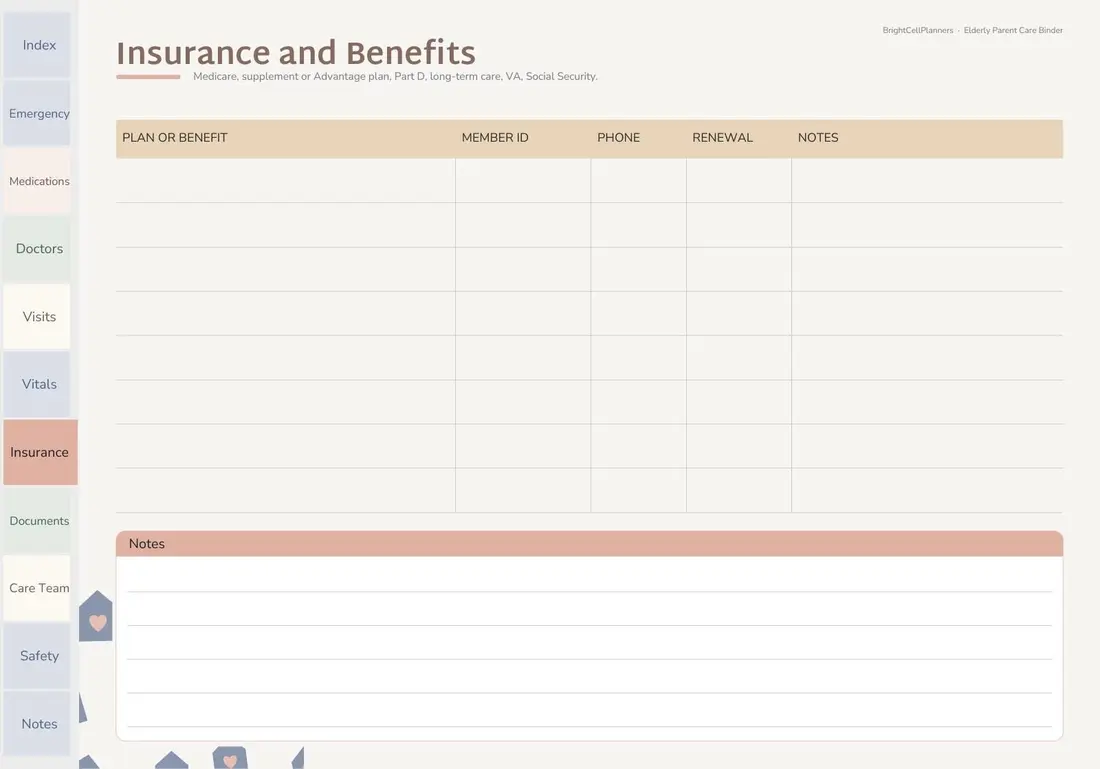 Index
Emergency
Medications
Doctors
Visits
Vitals
Insurance
Documents
Care Team
Safety
Notes
BrightCellPlanners · Elderly Parent Care Binder
Insurance and Benefits
Medicare, supplement or Advantage plan, Part D, long-term care, VA, Social Security.
PLAN OR BENEFIT MEMBER ID PHONE RENEWAL NOTES
Notes